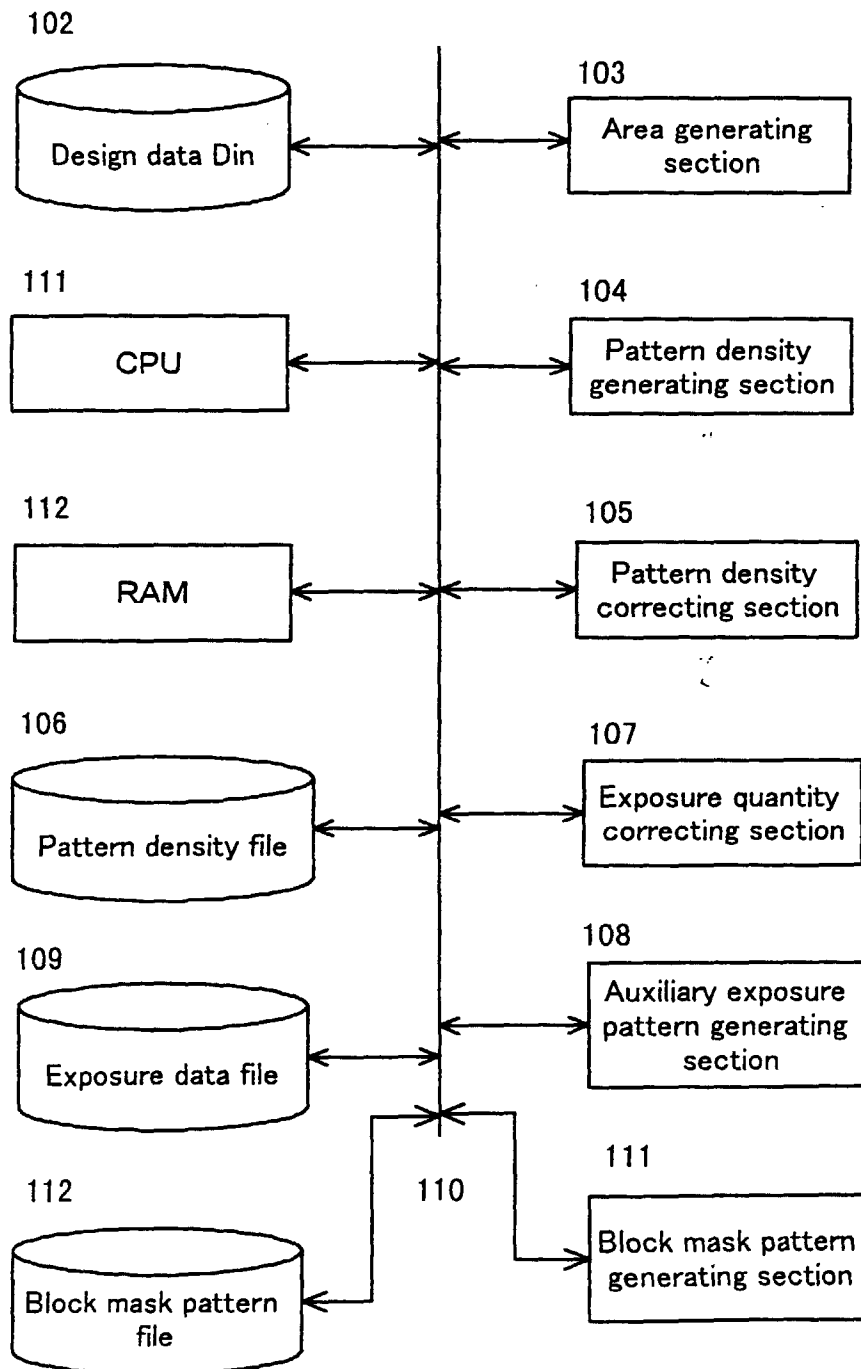 102
Design data Din
103
Area generating
section
111
CPU
104
Pattern density
generating section
112
RAM
105
Pattern density
correcting section
106
Pattern density file
107
Exposure quantity
correcting section
109
Exposure data file
108
Auxiliary exposure
pattern generating
section
112
Block mask pattern
file
110
111
Block mask pattern
generating section